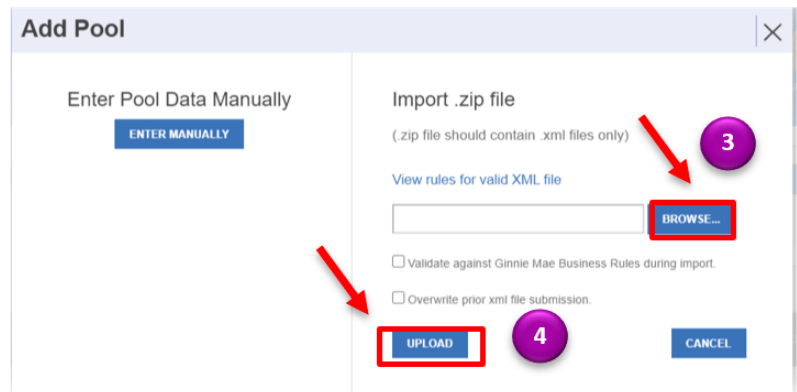 Add Pool
Enter Pool Data Manually
ENTER MANUALLY
Import .zip file
(.zip file should contain .xml files only)
3
View rules for valid XML file
BROWSE...
Validate against Ginnie Mae Business Rules during import.
Overwrite prior xml file submission.
UPLOAD
4
CANCEL